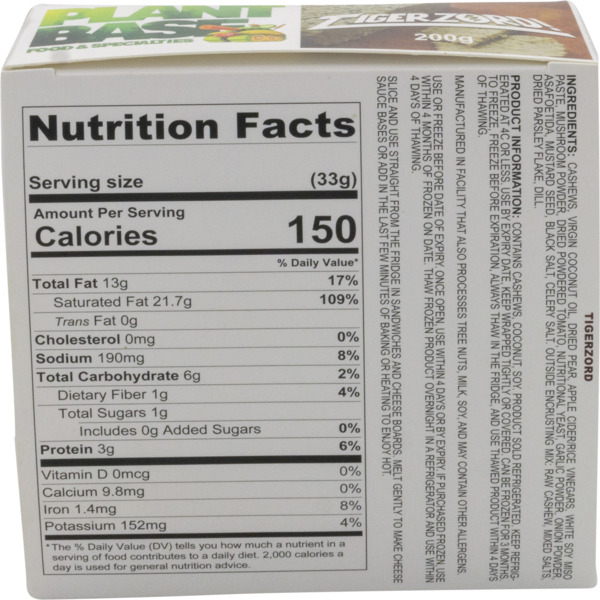 PLANT
BASE
FOOD & SPECIALTIES
TIGERZORD!
200g
Nutrition Facts
Serving size (33g)
Amount Per Serving
Calories 150
% Daily Value*
Total Fat 13g 17%
Saturated Fat 21.7g 109%
Trans Fat 0g
Cholesterol 0mg 0%
Sodium 190mg 8%
Total Carbohydrate 6g 2%
Dietary Fiber 1g 4%
Total Sugars 1g
Includes 0g Added Sugars 0%
Protein 3g 6%
Vitamin D 0mcg 0%
Calcium 9.8mg 0%
Iron 1.4mg 8%
Potassium 152mg 4%
*The % Daily Value (DV) tells you how much a nutrient in a
serving of food contributes to a daily diet. 2,000 calories a
day is used for general nutrition advice.
TIGERZORD
INGREDIENTS: CASHEWS, VIRGIN COCONUT OIL, DRIED PEAR, APPLE CIDER/RICE VINEGARS, WHITE SOY MISO
PASTE, MUSHROOM POWDER, DRIED POWDERED TOMATO, NUTRITIONAL YEAST, GARLIC POWDER, ONION POWDER,
ASAFOETIDA, MUSTARD SEED, BLACK SALT, CELERY SALT. OUTSIDE ENCRUSTING MIX: RAW CASHEW, MIXED SALTS,
DRIED PARSLEY FLAKE, DILL.
PRODUCT INFORMATION: CONTAINS CASHEWS, COCONUT, SOY. PRODUCT SOLD REFRIGERATED. KEEP REFRIG-
ERATED AT 4C OR LESS. USE BY EXPIRY DATE. KEEP WRAPPED TIGHTLY OR COVERED. CAN BE FROZEN FOR 3 MONTHS.
TO FREEZE, FREEZE BEFORE EXPIRATION, ALWAYS THAW IN THE FRIDGE, AND USE THAWED PRODUCT WITHIN 4 DAYS
OF THAWING.
MANUFACTURED IN FACILITY THAT ALSO PROCESSES TREE NUTS, MILK, SOY, AND MAY CONTAIN OTHER ALLERGENS.
USE OR FREEZE BEFORE DATE OF EXPIRY. ONCE OPEN, USE WITHIN 4 DAYS OR BY EXPIRY. IF PURCHASED FROZEN, USE
WITHIN 4 MONTHS OF FROZEN ON DATE. THAW FROZEN PRODUCT OVERNIGHT IN A REFRIGERATOR AND USE WITHIN
4 DAYS OF THAWING.
SLICE AND USE STRAIGHT FROM THE FRIDGE IN SANDWICHES AND CHEESE BOARDS. MELT GENTLY TO MAKE CHEESE
SAUCE BASES OR ADD IN THE LAST FEW MINUTES OF BAKING OR HEATING TO ENJOY HOT.